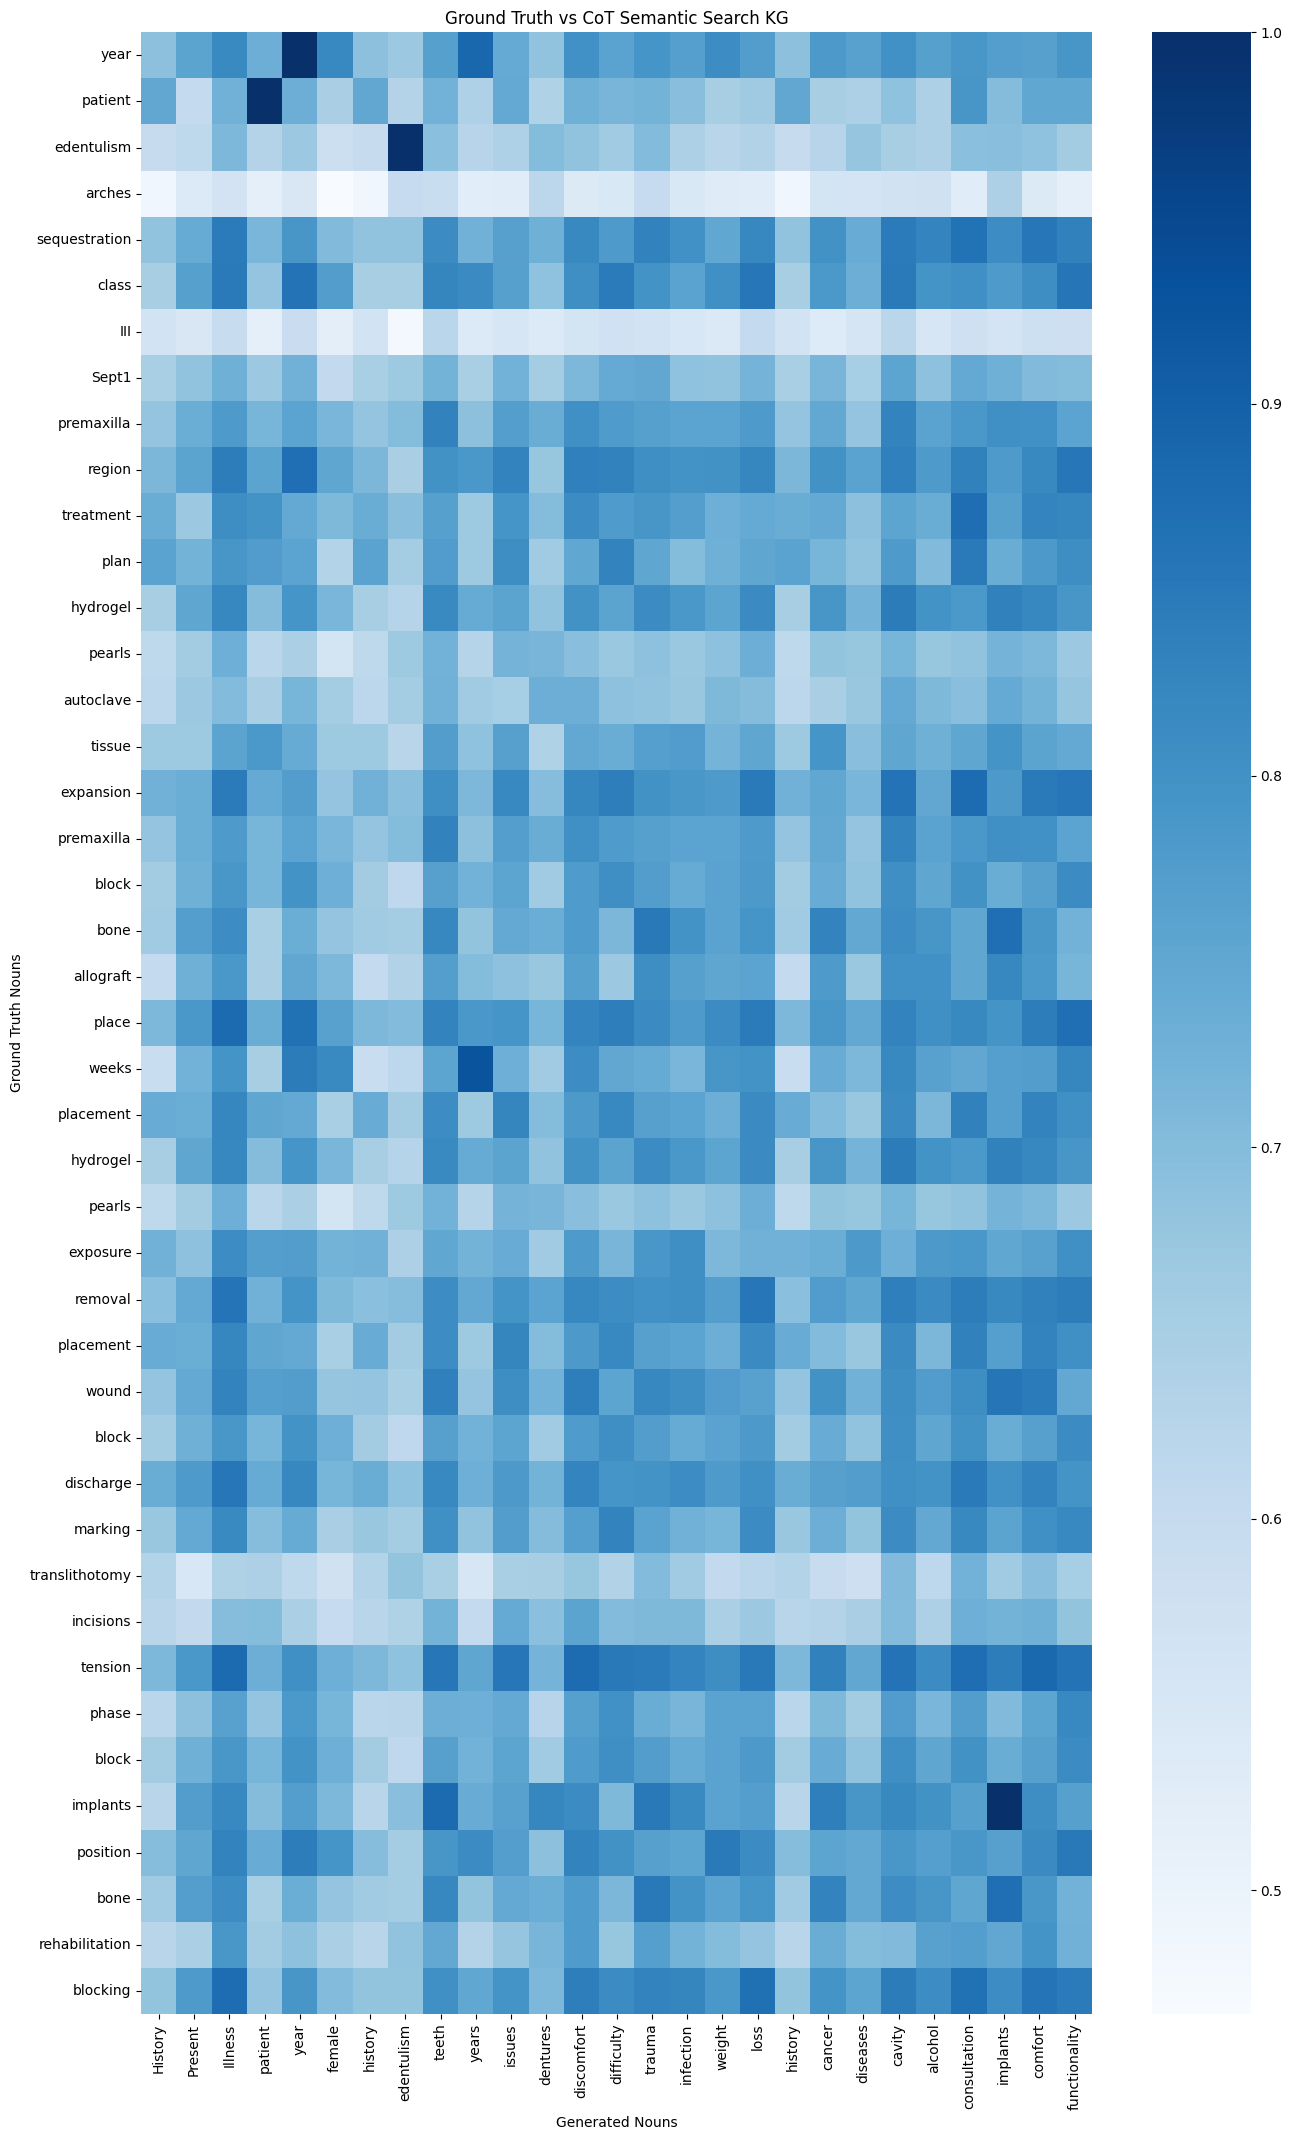 Ground Truth vs CoT Semantic Search KG
Ground Truth Nouns
year
patient
edentulism
arches
sequestration
class
III
Sept1
premaxilla
region
treatment
plan
hydrogel
pearls
autoclave
tissue
expansion
premaxilla
block
bone
allograft
place
weeks
placement
hydrogel
pearls
exposure
removal
placement
wound
block
discharge
marking
translithotomy
incisions
tension
phase
block
implants
position
bone
rehabilitation
blocking
History
Present
Illness
patient
year
female
history
edentulism
teeth
years
issues
dentures
discomfort
difficulty
trauma
infection
weight
loss
history
cancer
diseases
cavity
alcohol
consultation
implants
comfort
functionality
Generated Nouns
1.0
0.9
0.8
0.7
0.6
0.5